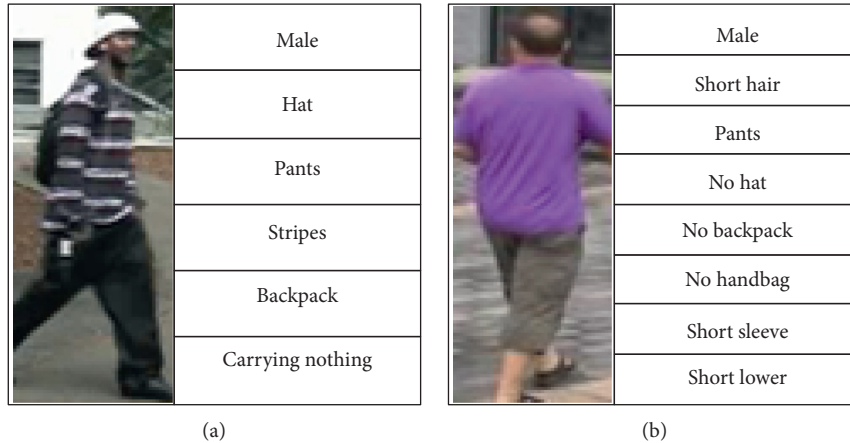 Male
Hat
Pants
Stripes
Backpack
Carrying nothing
(a)
Male
Short hair
Pants
No hat
No backpack
No handbag
Short sleeve
Short lower
(b)